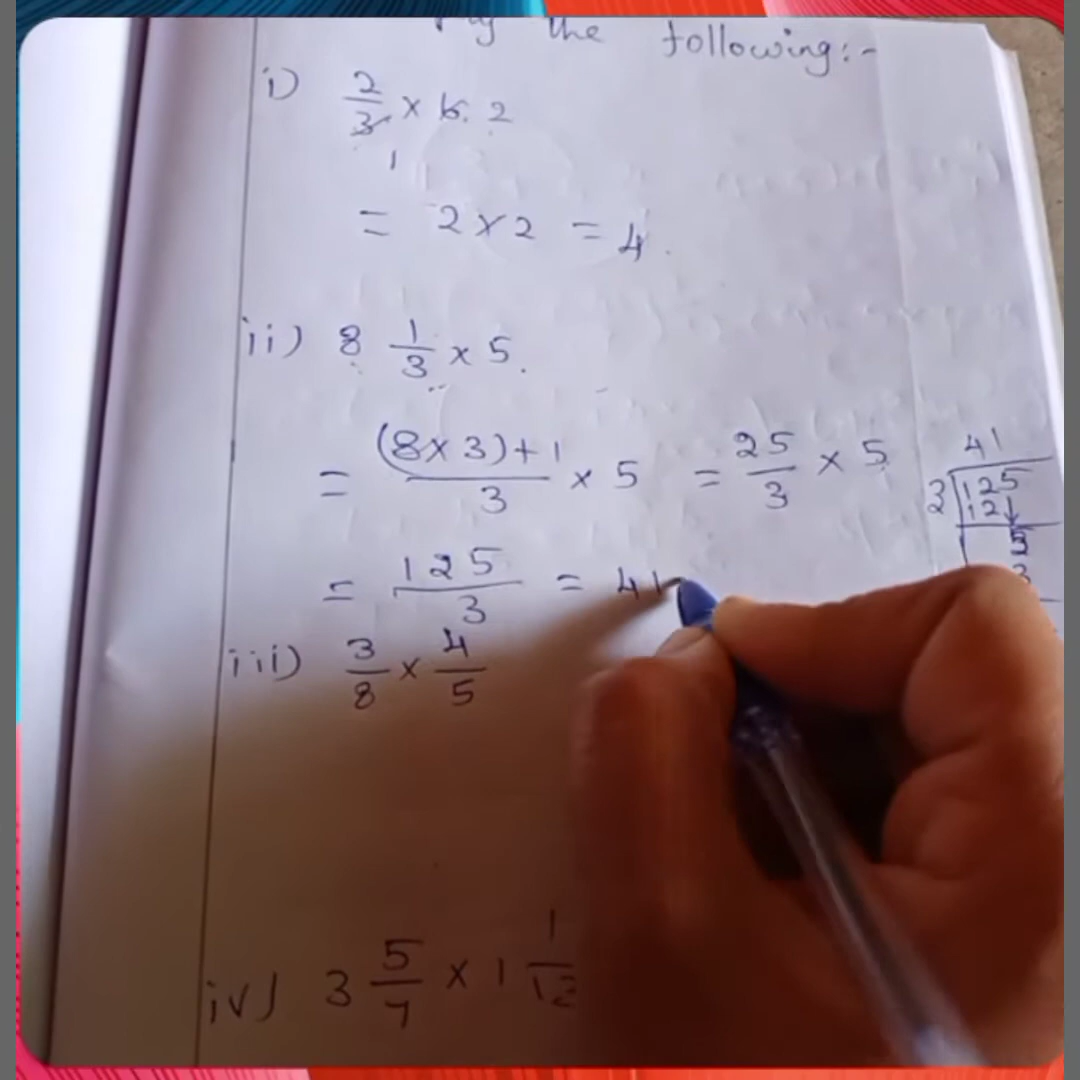 the following:-
i) 2/3 × 6. 2
1
= 2 × 2 = 4.
ii) 8 1/3 × 5.
= (8 × 3) + 1 / 3 × 5 = 25/3 × 5
41
3 125
12
5
3
= 125/3 = 41
iii) 3/8 × 4/5
iv) 3 5/7 × 1 1/12